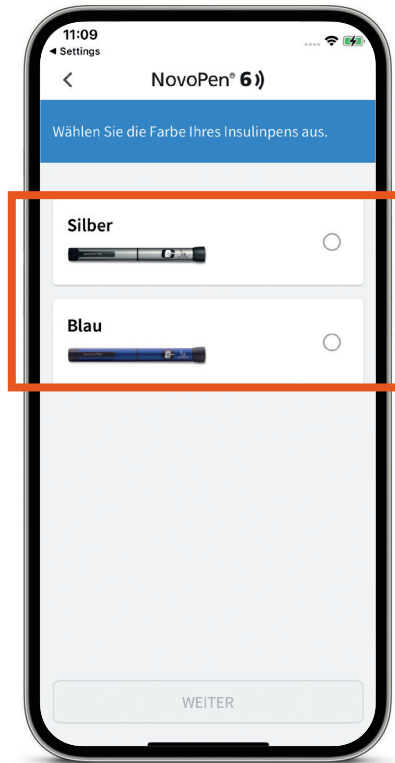 11:09
◀ Settings
NovoPen® 6
Wählen Sie die Farbe Ihres Insulinpens aus.
Silber
Blau
WEITER